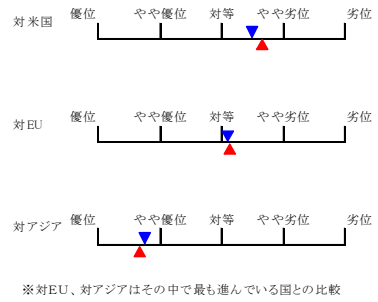 対米国 優位 やや優位 対等 やや劣位 劣位
対EU 優位 やや優位 対等 やや劣位 劣位
対アジア 優位 やや優位 対等 やや劣位 劣位
※対EU、対アジアはその中で最も進んでいる国との比較